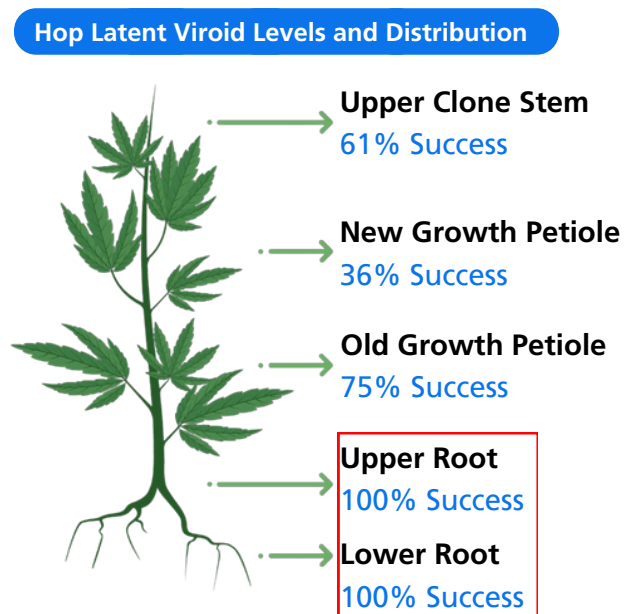 Hop Latent Viroid Levels and Distribution
Upper Clone Stem
61% Success
New Growth Petiole
36% Success
Old Growth Petiole
75% Success
Upper Root
100% Success
Lower Root
100% Success